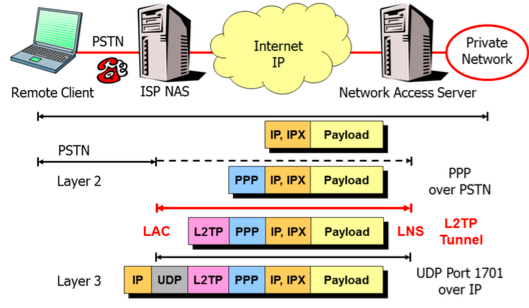 PSTN
Internet
IP
Private
Network
Remote Client
ISP NAS
Network Access Server
IP, IPX Payload
PSTN
Layer 2
PPP IP, IPX Payload
PPP
over PSTN
LAC
L2TP PPP IP, IPX Payload
LNS
L2TP
Tunnel
Layer 3
IP UDP L2TP PPP IP, IPX Payload
UDP Port 1701
over IP